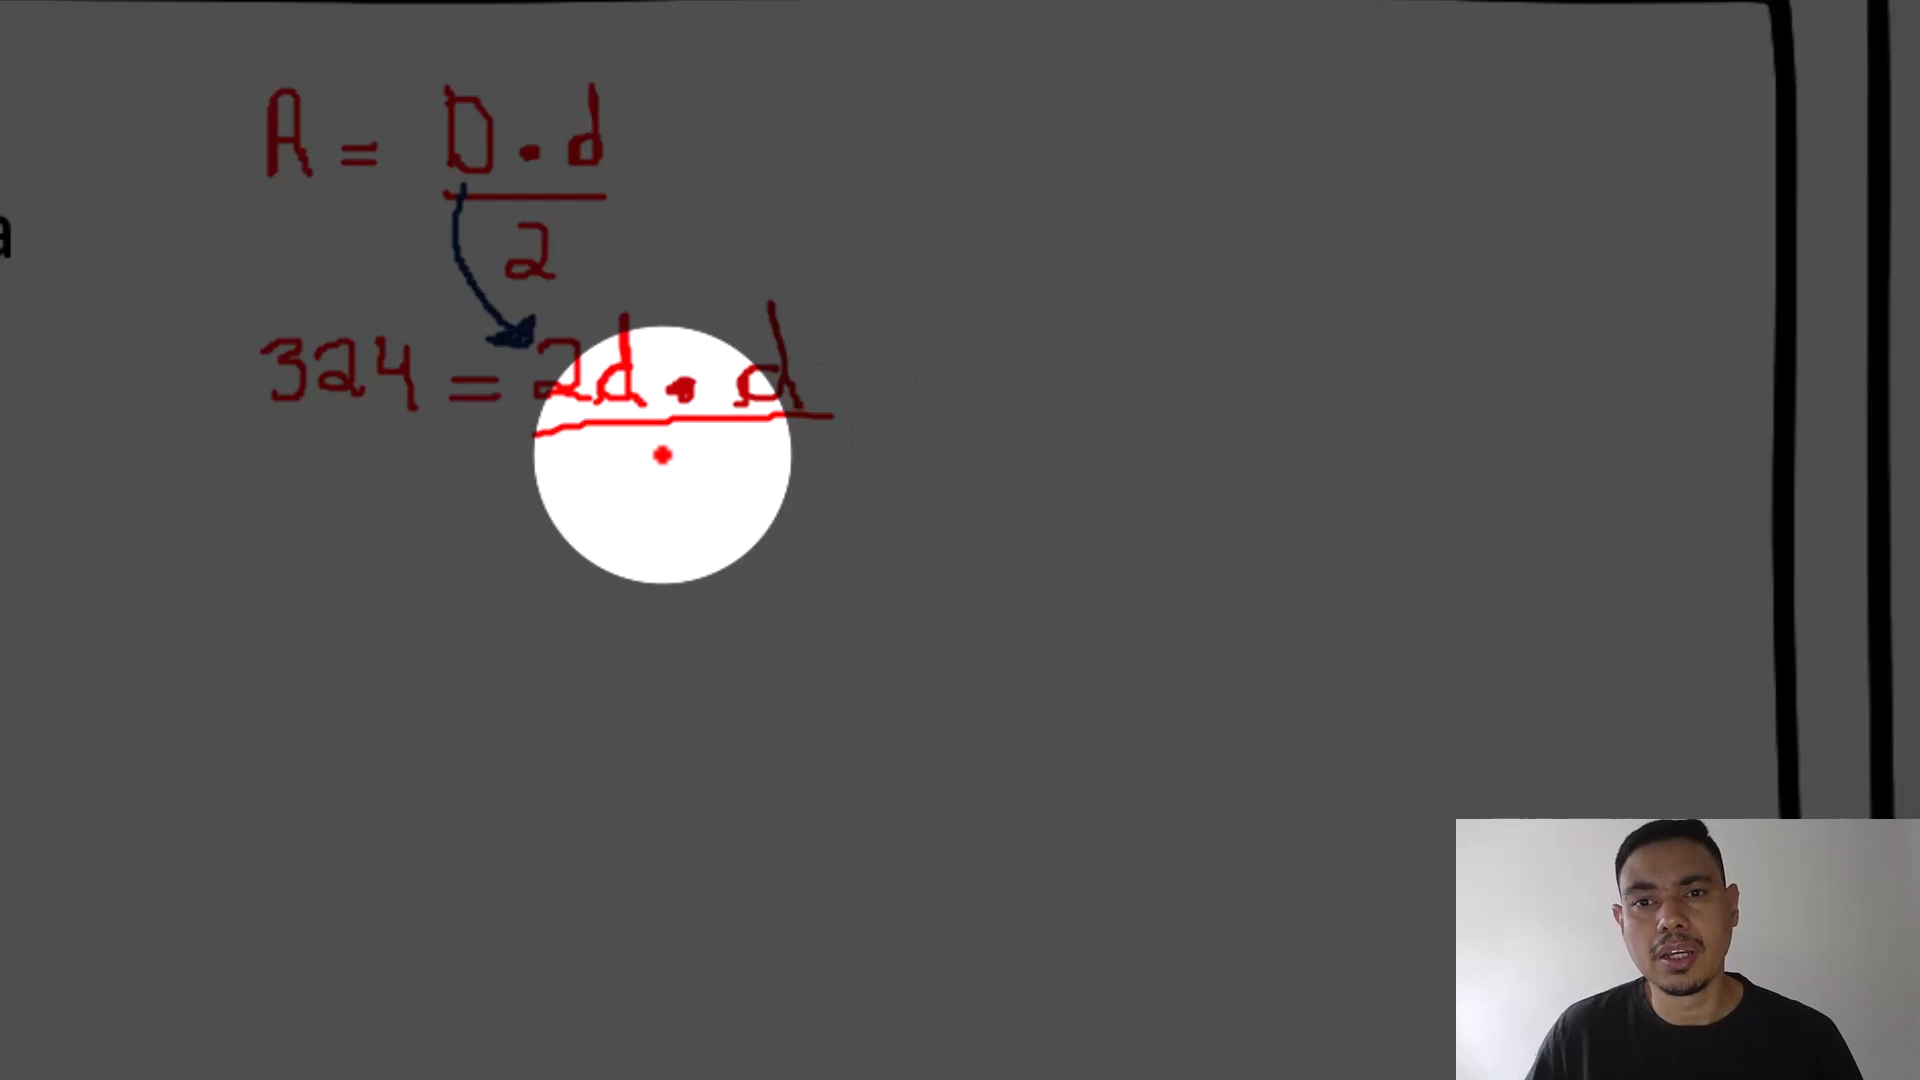 A = D . d
2
a
324 = 2d . d